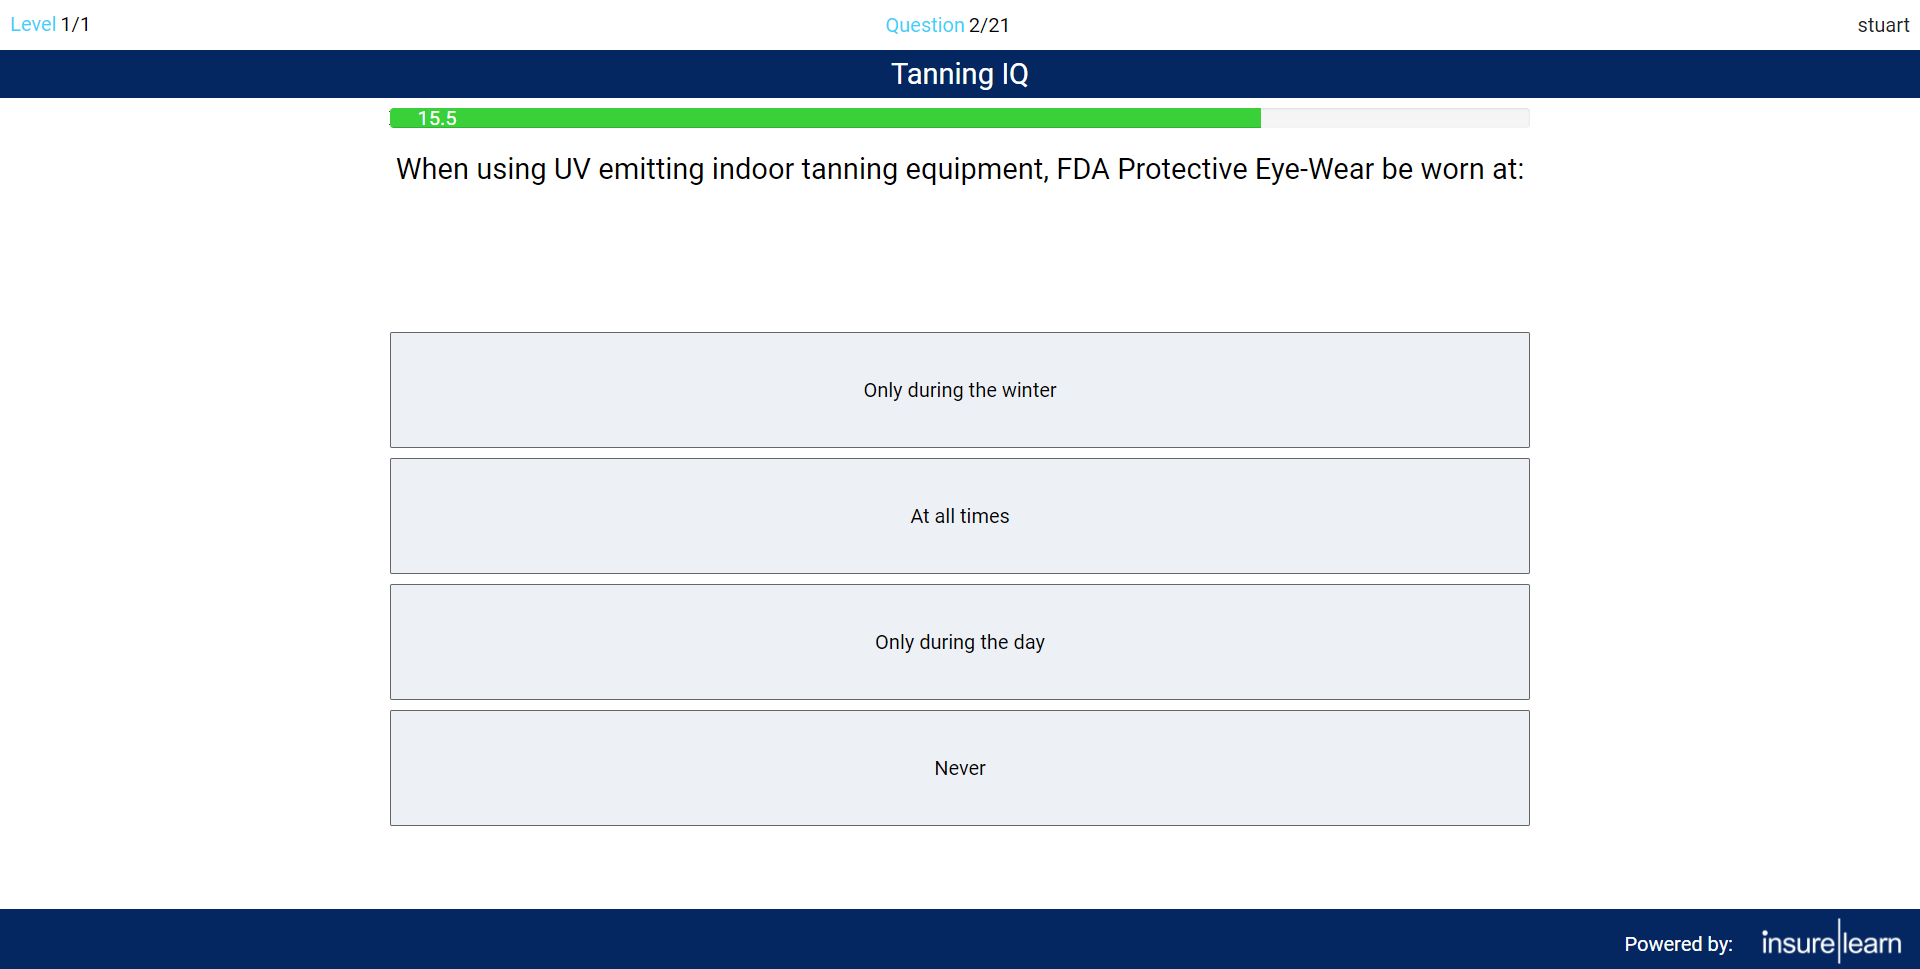 Level 1/1
Question 2/21
stuart
Tanning IQ
15.5
When using UV emitting indoor tanning equipment, FDA Protective Eye-Wear be worn at:
Only during the winter
At all times
Only during the day
Never
Powered by:
insure|learn